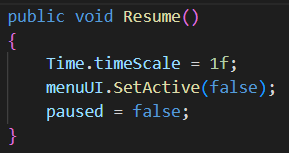 public void Resume()
{
    Time.timeScale = 1f;
    menuUI.SetActive(false);
    paused = false;
}